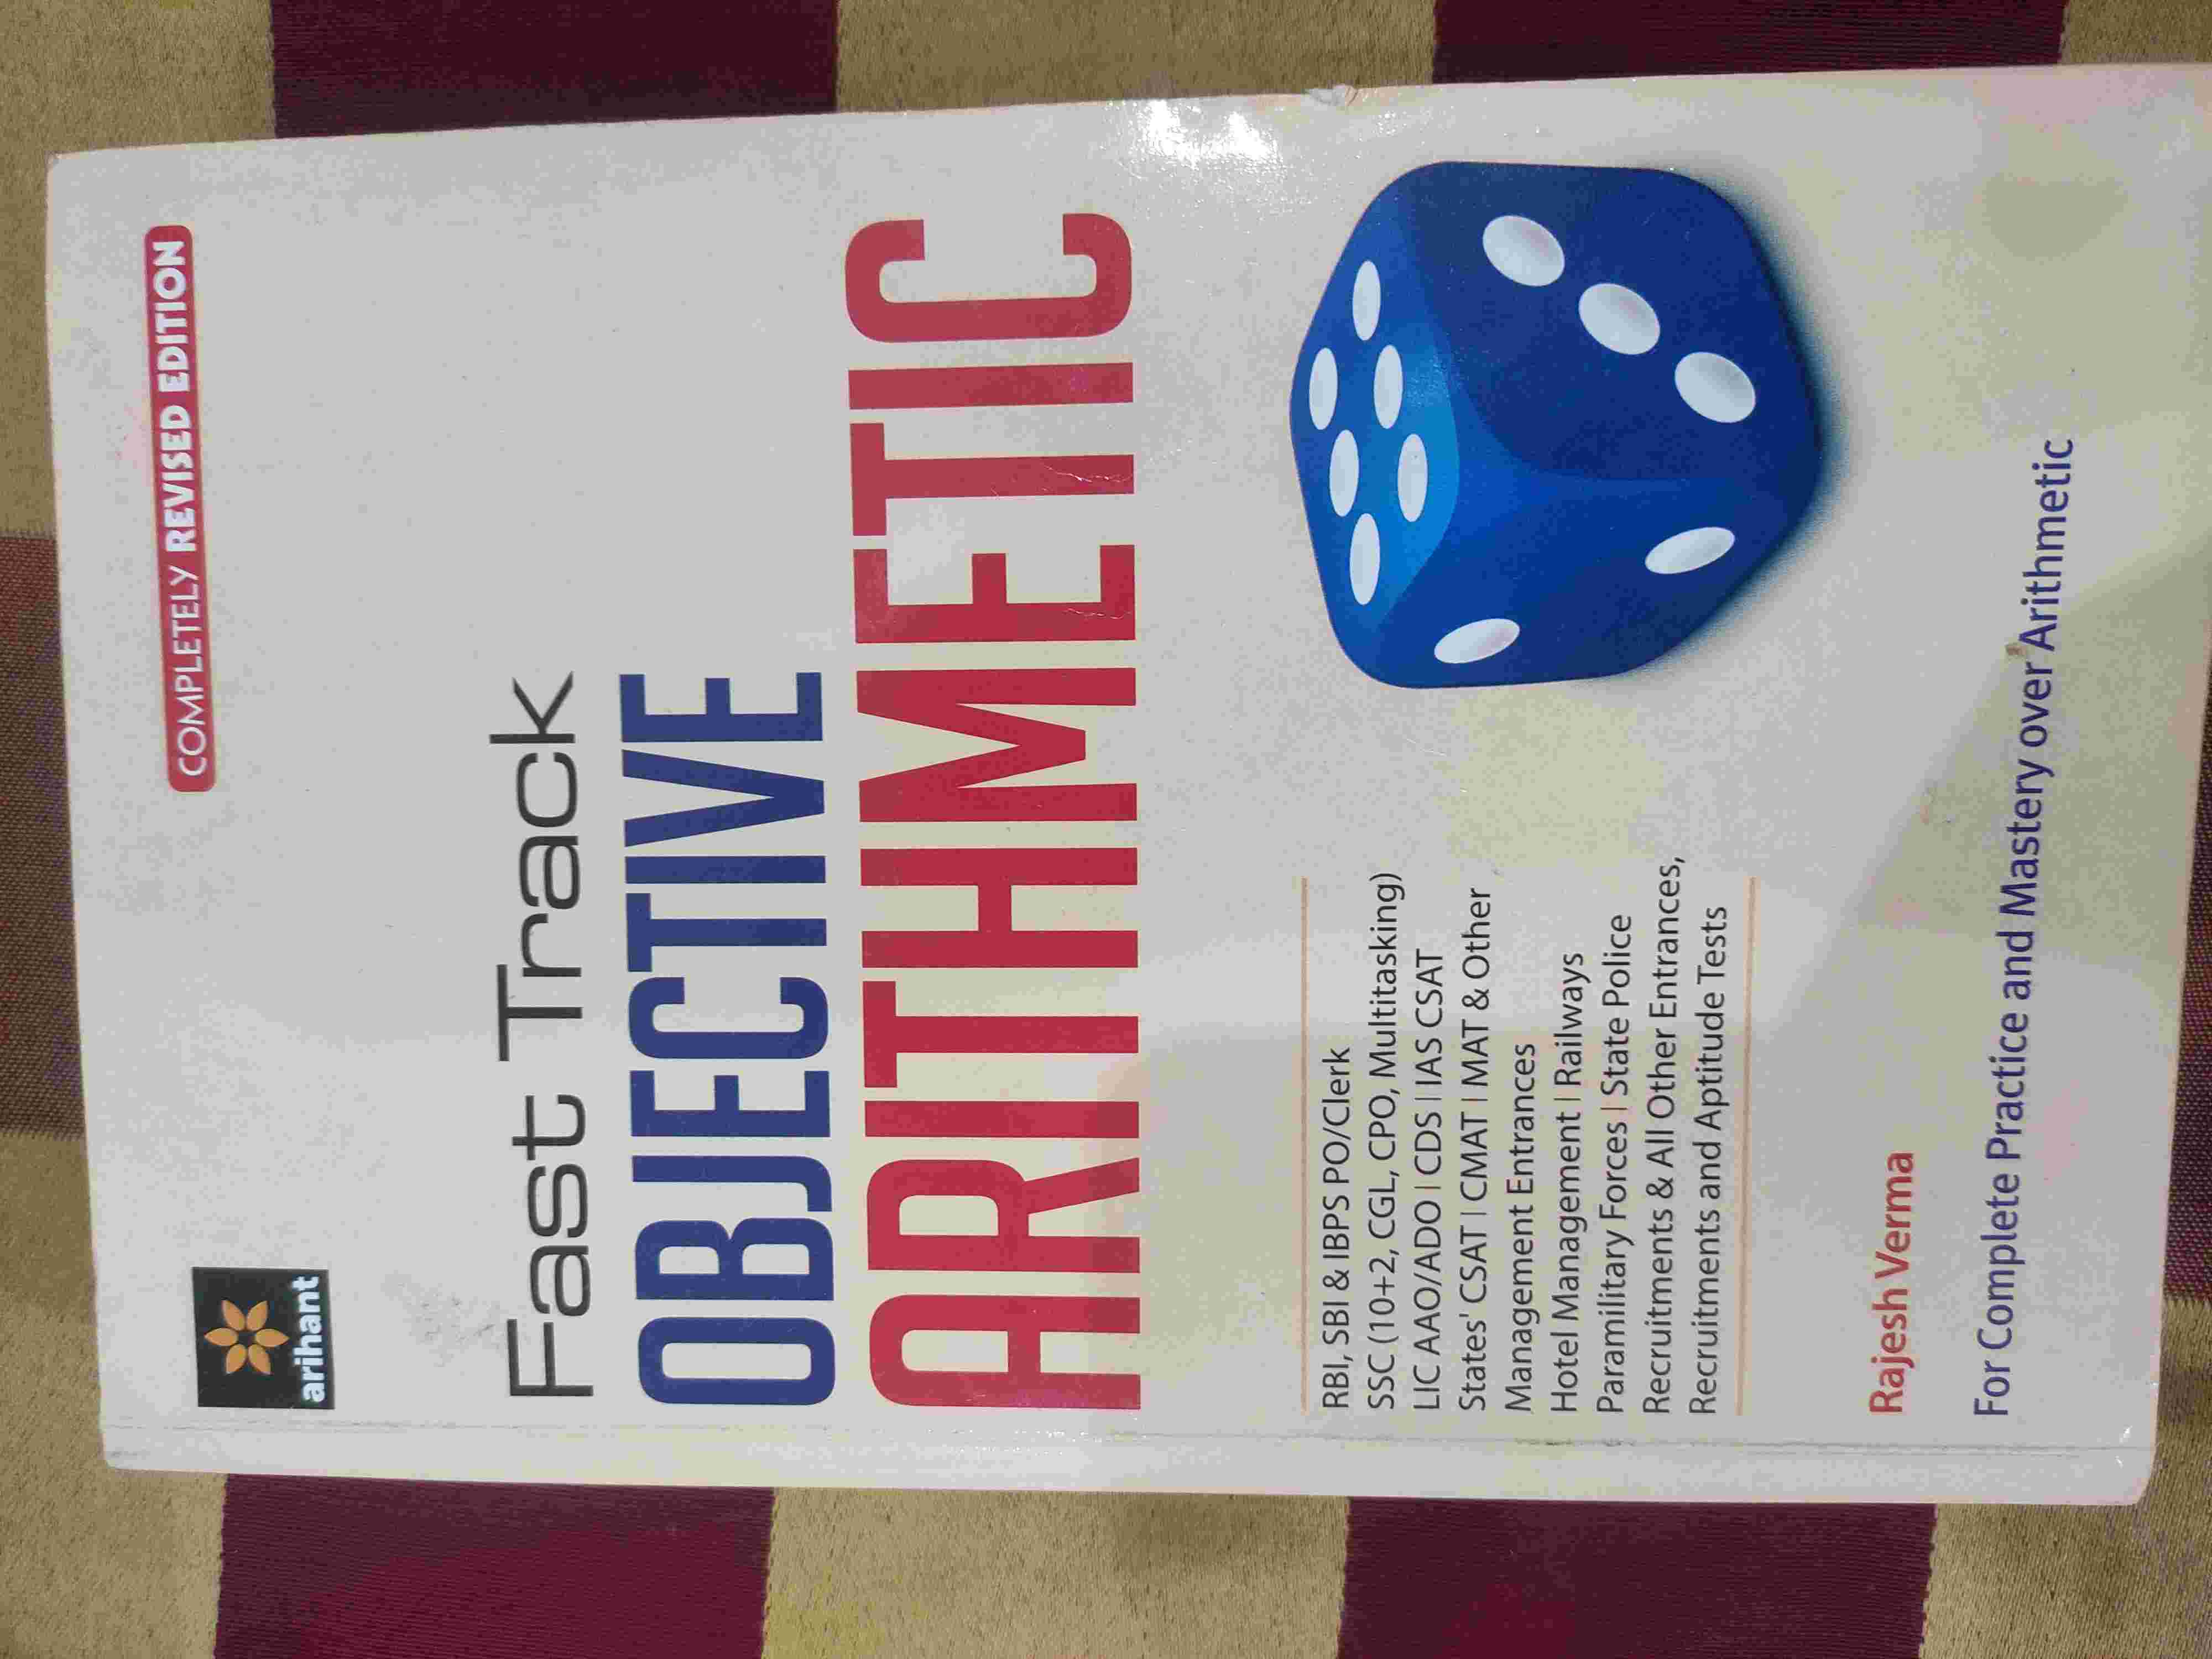 COMPLETELY REVISED EDITION
arihant
Fast Track
OBJECTIVE
ARITHMETIC
RBI, SBI & IBPS PO/Clerk
SSC (10+2, CGL, CPO, Multitasking)
LIC AAO/ADO | CDS | IAS CSAT
States' CSAT | CMAT | MAT & Other
Management Entrances
Hotel Management | Railways
Paramilitary Forces | State Police
Recruitments & All Other Entrances,
Recruitments and Aptitude Tests
Rajesh Verma
For Complete Practice and Mastery over Arithmetic